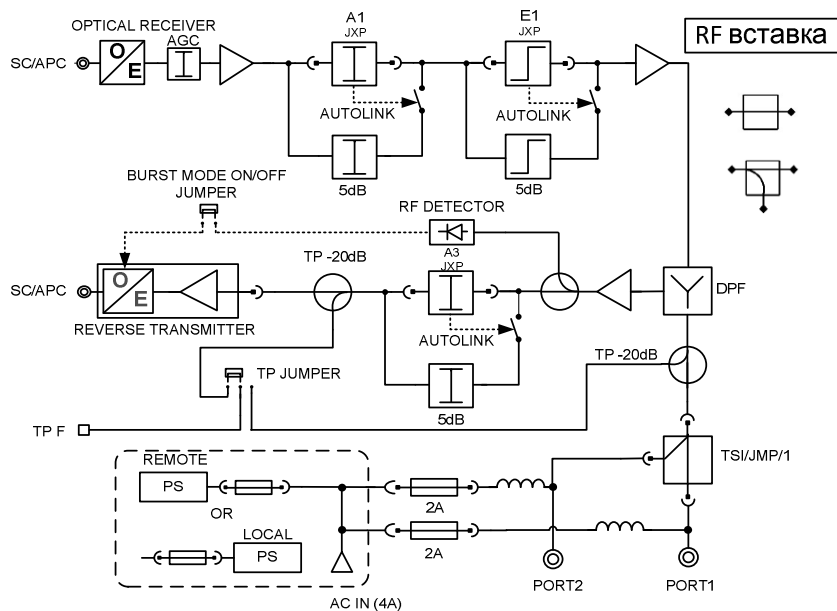 OPTICAL RECEIVER
AGC
SC/APC
O
E
A1
JXP
AUTOLINK
5dB
E1
JXP
AUTOLINK
5dB
RF вставка
BURST MODE ON/OFF
JUMPER
RF DETECTOR
A3
JXP
TP -20dB
SC/APC
O
E
REVERSE TRANSMITTER
AUTOLINK
5dB
DPF
TP -20dB
TP JUMPER
TP F
TSI/JMP/1
REMOTE
PS
OR
LOCAL
PS
2A
2A
AC IN (4A)
PORT2
PORT1